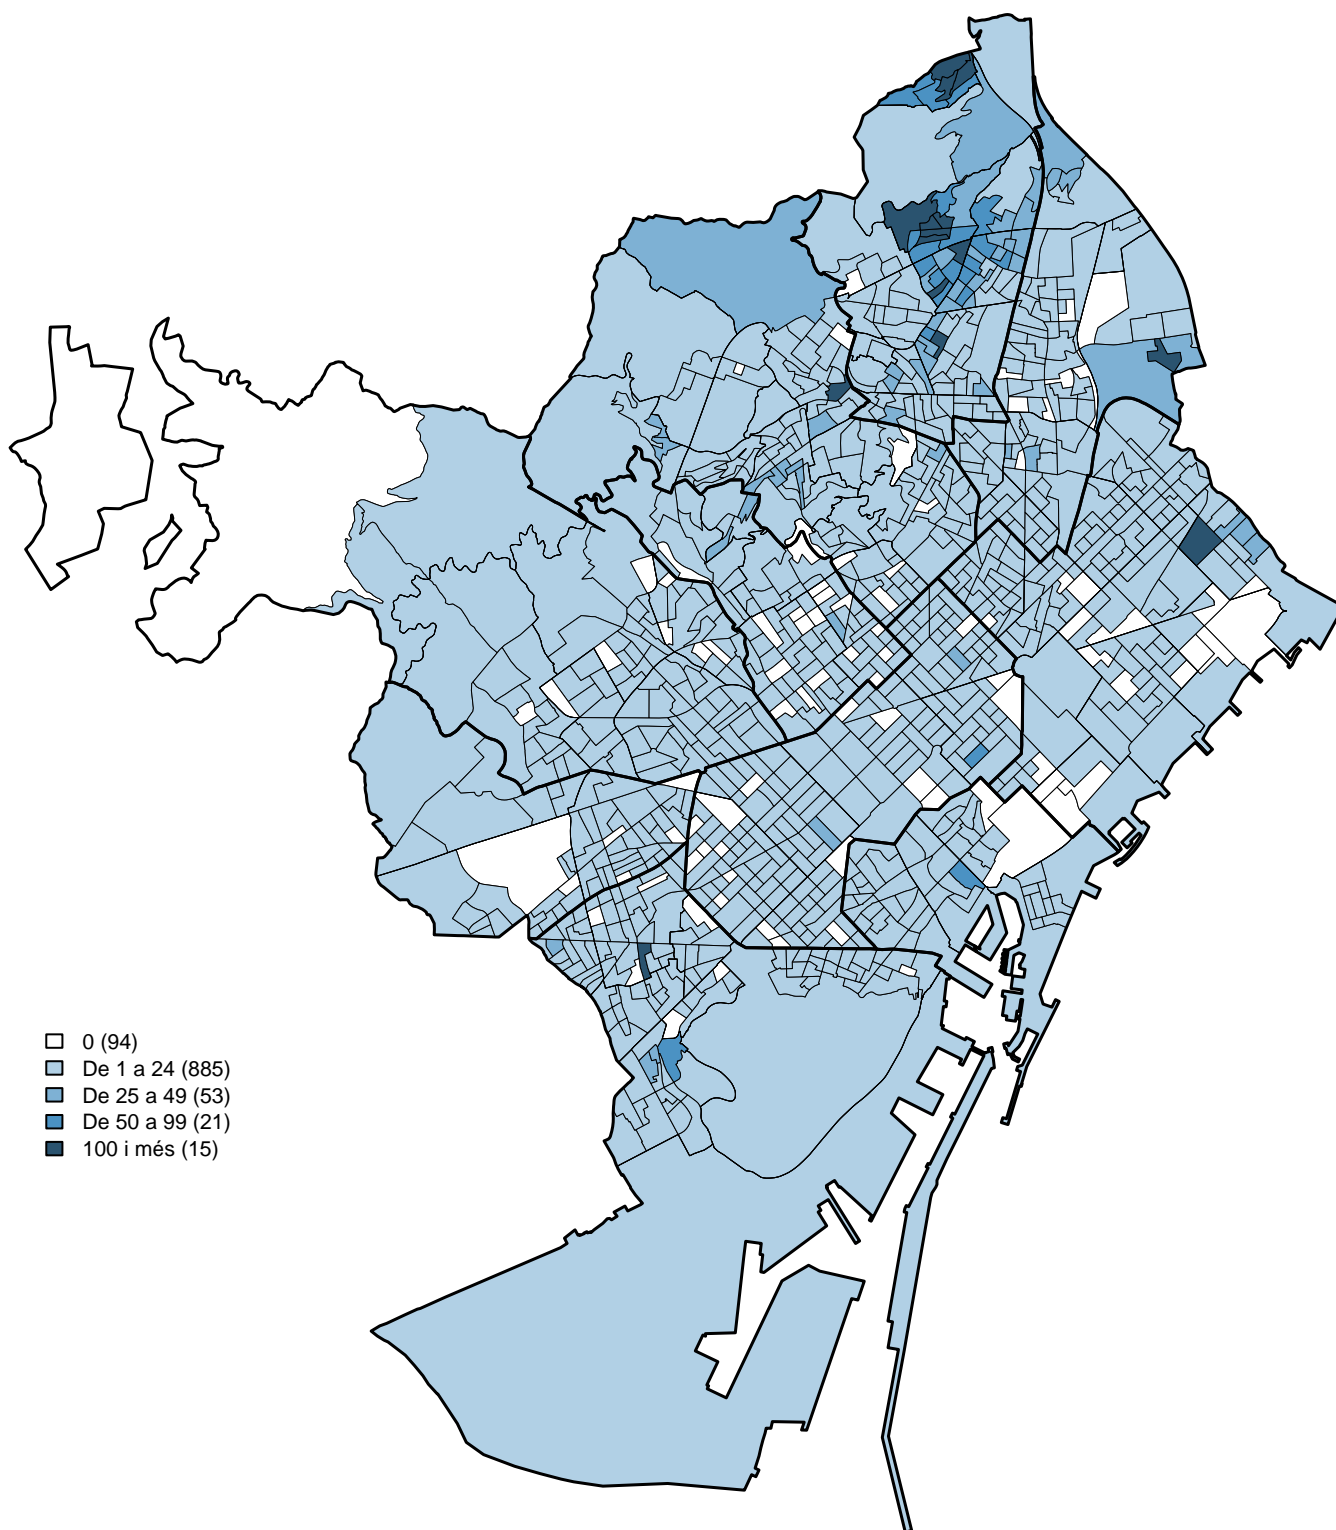 0 (94)
De 1 a 24 (885)
De 25 a 49 (53)
De 50 a 99 (21)
100 i més (15)